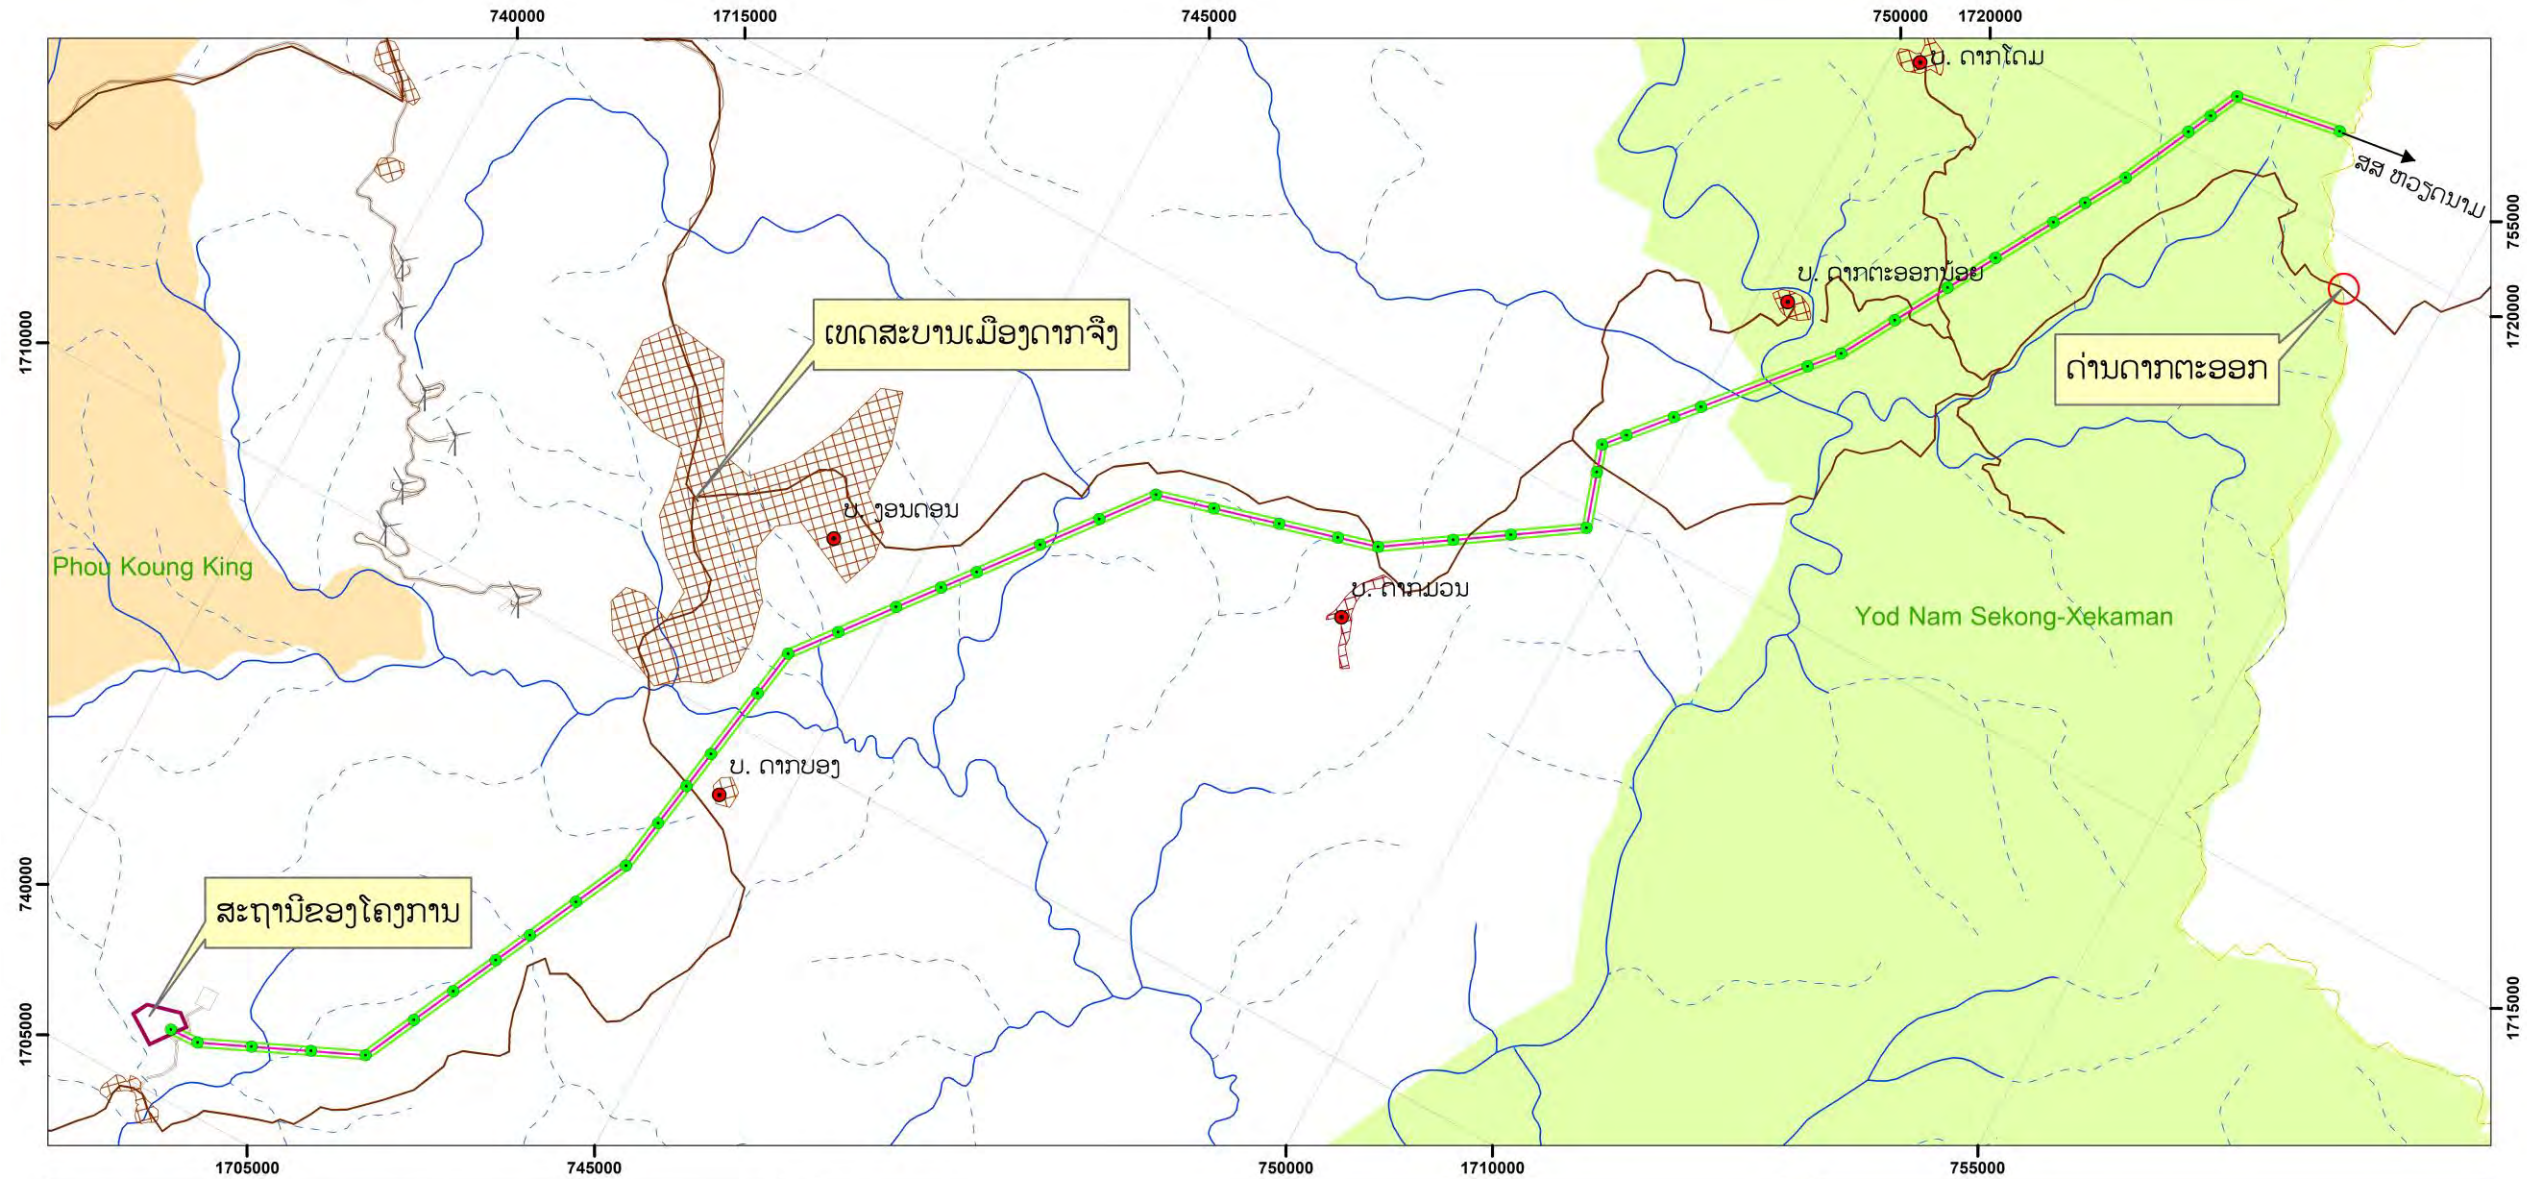 740000
1715000
745000
750000
1720000
ບ. ດາກໂດມ
ສສ ຫວຽດນາມ
755000
ບ. ດາກຕະອອກນ້ອຍ
1710000
ເທດສະບານເມືອງດາກຈຶງ
1720000
ດ່ານດາກຕະອອກ
ບ. ງອນດອນ
Phou Koung King
ບ. ດາກມວນ
Yod Nam Sekong-Xekaman
ບ. ດາກບອງ
740000
ສະຖານີຂອງໂຄງການ
1705000
1715000
1705000
745000
750000
1710000
755000